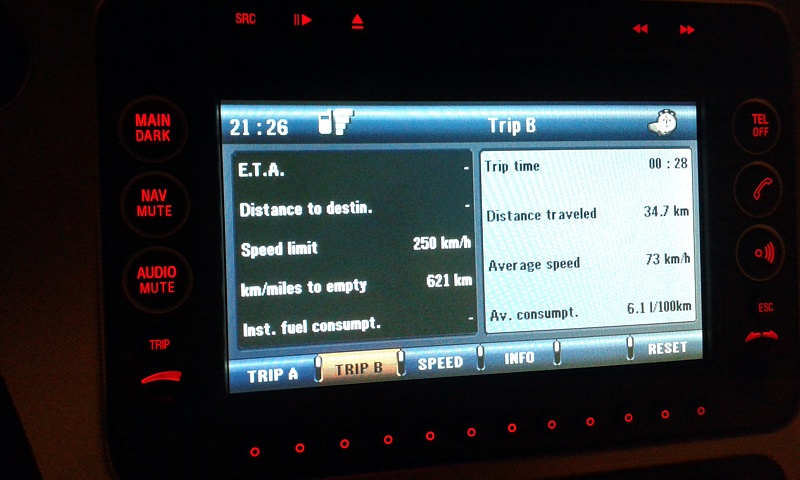 SRC
21:26
Trip B
MAIN
DARK
NAV
MUTE
AUDIO
MUTE
TRIP
E.T.A. -
Distance to destin. -
Speed limit 250 km/h
km/miles to empty 621 km
Inst. fuel consumpt. -
Trip time 00:28
Distance traveled 34.7 km
Average speed 73 km/h
Av. consumpt. 6.1 l/100km
TRIP A TRIP B SPEED INFO RESET
TEL
OFF
ESC